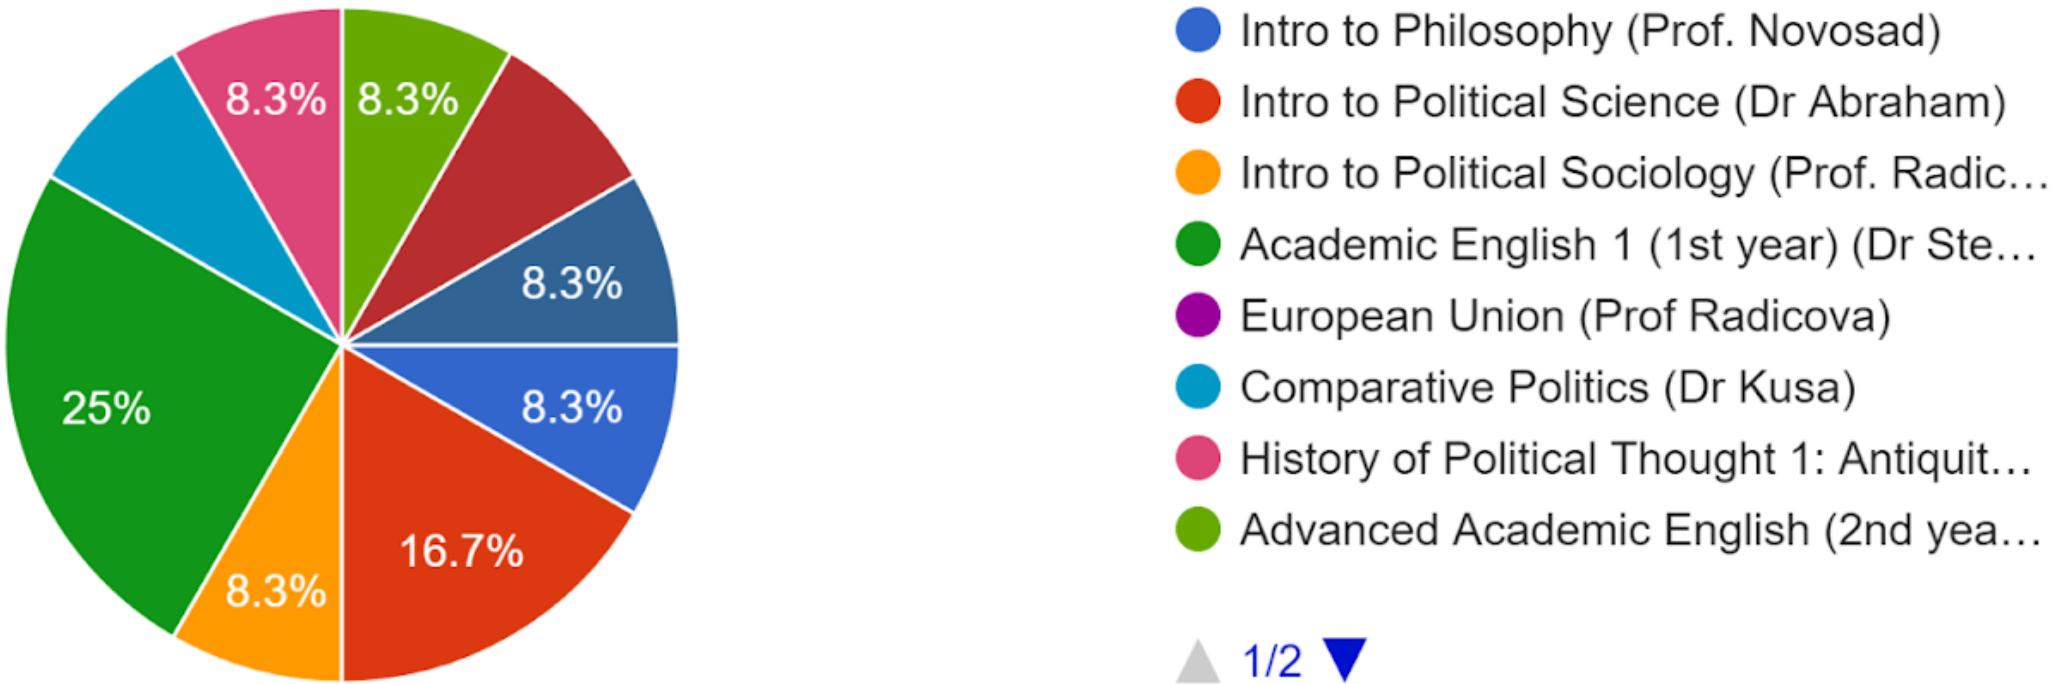 8.3%
8.3%
8.3%
8.3%
16.7%
8.3%
25%
Intro to Philosophy (Prof. Novosad)
Intro to Political Science (Dr Abraham)
Intro to Political Sociology (Prof. Radic...
Academic English 1 (1st year) (Dr Ste...
European Union (Prof Radicova)
Comparative Politics (Dr Kusa)
History of Political Thought 1: Antiquit...
Advanced Academic English (2nd yea...
1/2